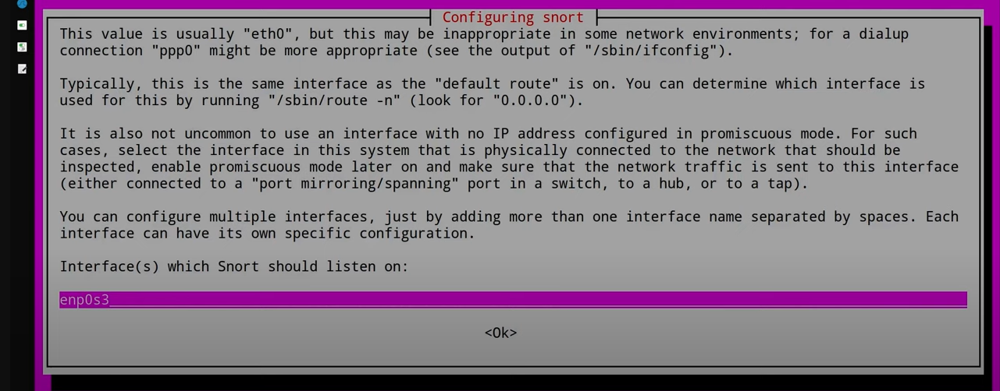 Configuring snort
This value is usually "eth0", but this may be inappropriate in some network environments; for a dialup
connection "ppp0" might be more appropriate (see the output of "/sbin/ifconfig").
Typically, this is the same interface as the "default route" is on. You can determine which interface is
used for this by running "/sbin/route -n" (look for "0.0.0.0").
It is also not uncommon to use an interface with no IP address configured in promiscuous mode. For such
cases, select the interface in this system that is physically connected to the network that should be
inspected, enable promiscuous mode later on and make sure that the network traffic is sent to this interface
(either connected to a "port mirroring/spanning" port in a switch, to a hub, or to a tap).
You can configure multiple interfaces, just by adding more than one interface name separated by spaces. Each
interface can have its own specific configuration.
Interface(s) which Snort should listen on:
enp0s3
<Ok>